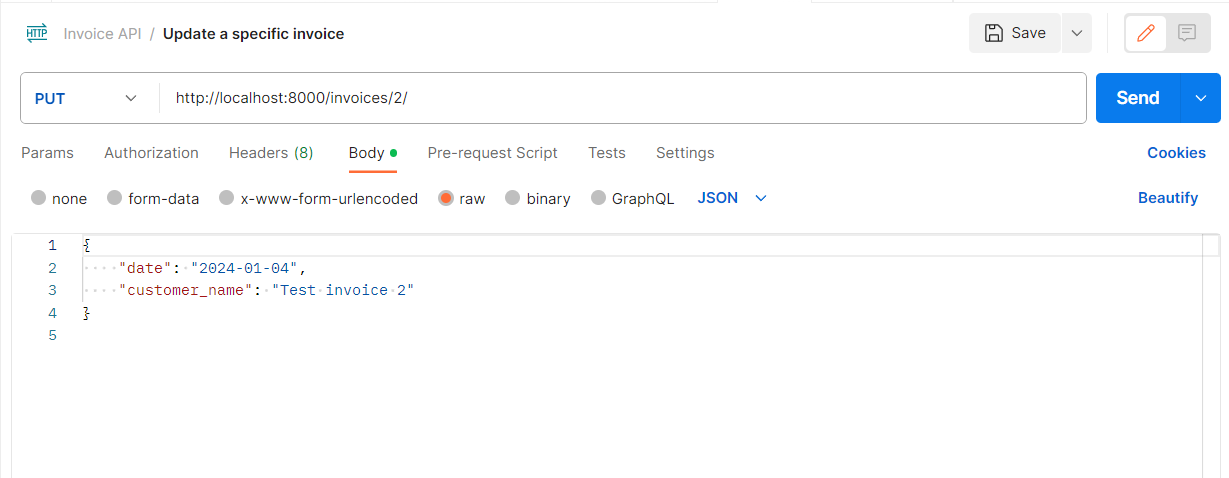 HTTP Invoice API / Update a specific invoice Save
PUT http://localhost:8000/invoices/2/ Send
Params Authorization Headers (8) Body Pre-request Script Tests Settings Cookies
none form-data x-www-form-urlencoded raw binary GraphQL JSON Beautify
1 {
2 "date": "2024-01-04",
3 "customer_name": "Test invoice 2"
4 }
5